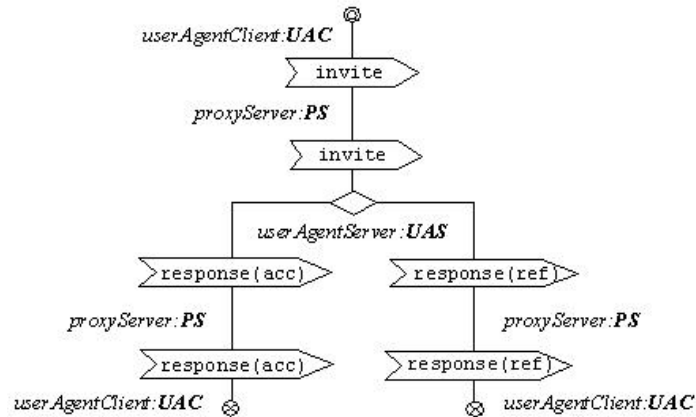 userAgentClient:UAC
invite
proxyServer:PS
invite
userAgentServer:UAS
response(acc)
response(ref)
proxyServer:PS
proxyServer:PS
response(acc)
response(ref)
userAgentClient:UAC
userAgentClient:UAC